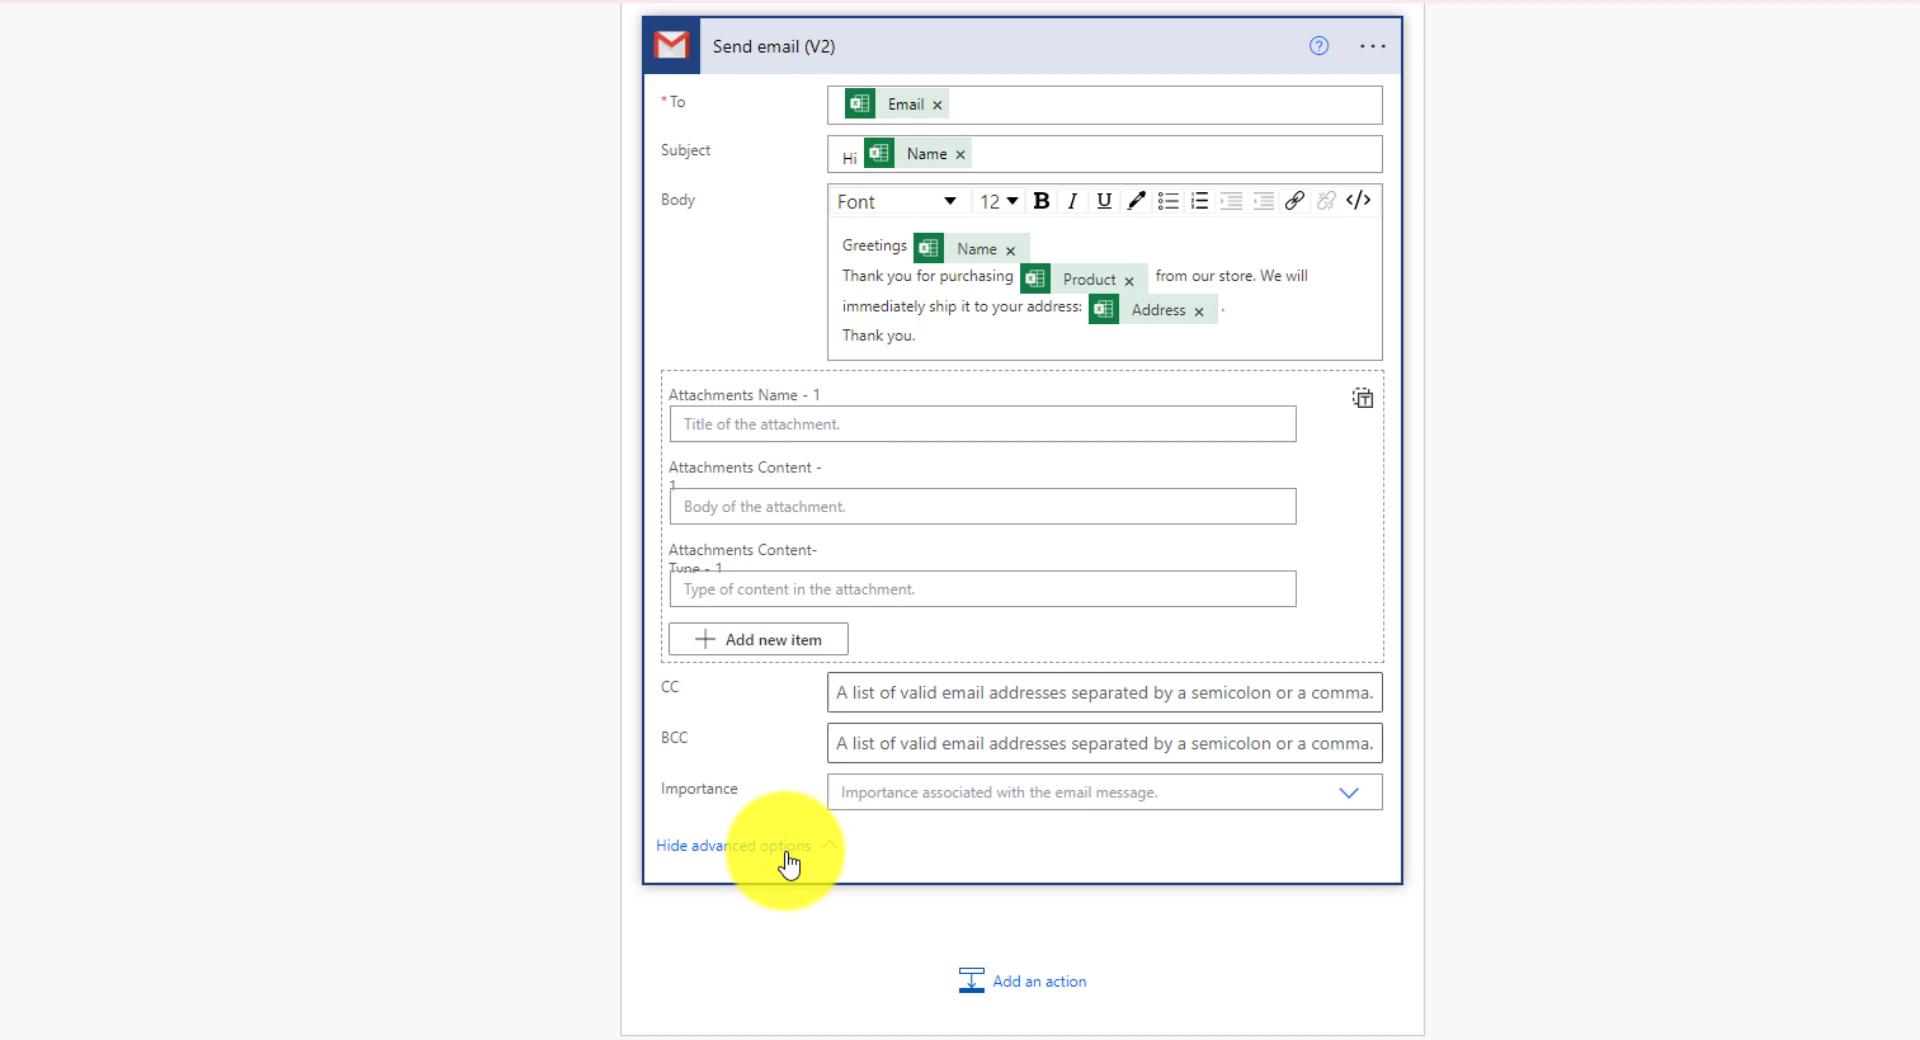 Send email (V2)
* To
Email ×
Subject
Hi Name ×
Body
Font 12 B I U </>
Greetings Name ×
Thank you for purchasing Product × from our store. We will
immediately ship it to your address: Address × .
Thank you.
Attachments Name - 1
Title of the attachment.
Attachments Content -
1
Body of the attachment.
Attachments Content-
Type - 1
Type of content in the attachment.
Add new item
CC
A list of valid email addresses separated by a semicolon or a comma.
BCC
A list of valid email addresses separated by a semicolon or a comma.
Importance
Importance associated with the email message.
Hide advanced options
Add an action